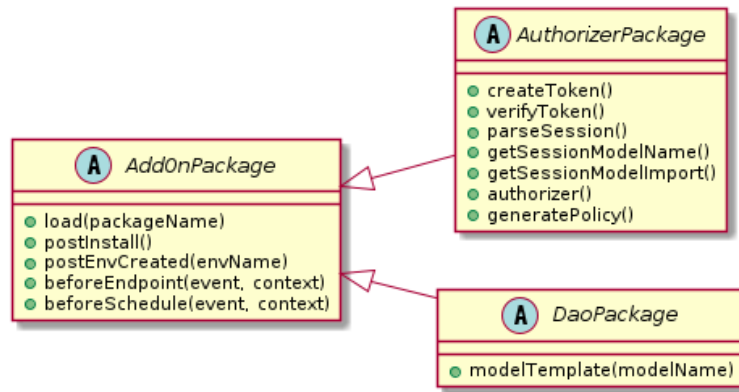 A AuthorizerPackage
createToken()
verifyToken()
parseSession()
getSessionModelName()
getSessionModelImport()
authorizer()
generatePolicy()
A AddOnPackage
load(packageName)
postInstall()
postEnvCreated(envName)
beforeEndpoint(event, context)
beforeSchedule(event, context)
A DaoPackage
modelTemplate(modelName)